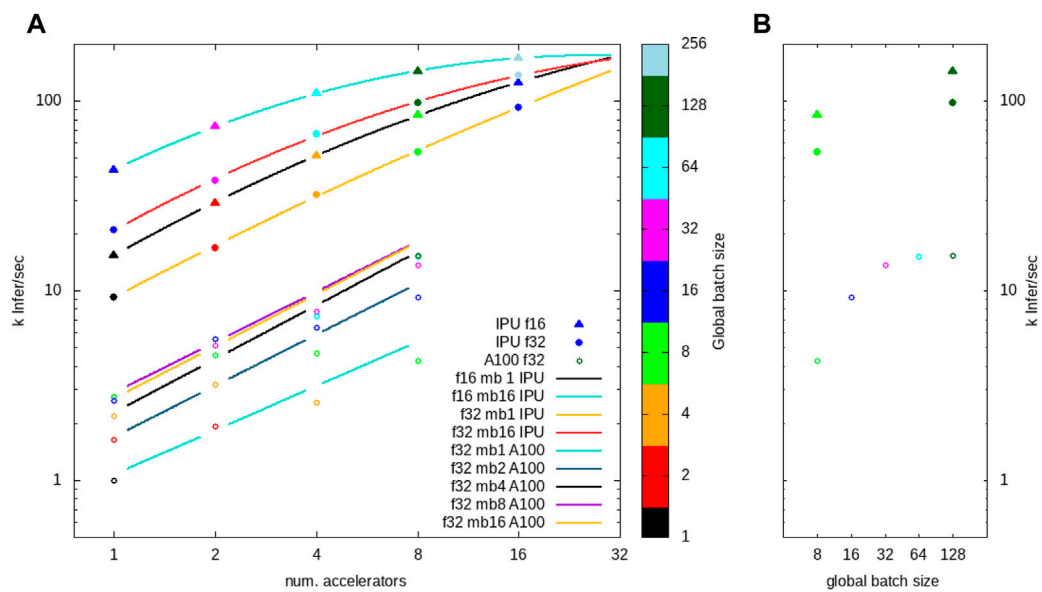 A
B
k Infer/sec
100
10
1
1
2
4
8
16
32
num. accelerators
IPU f16
IPU f32
A100 f32
f16 mb 1 IPU
f16 mb16 IPU
f32 mb1 IPU
f32 mb16 IPU
f32 mb1 A100
f32 mb2 A100
f32 mb4 A100
f32 mb8 A100
f32 mb16 A100
256
128
64
32
16
8
4
2
1
Global batch size
100
10
1
k Infer/sec
8
16
32
64
128
global batch size